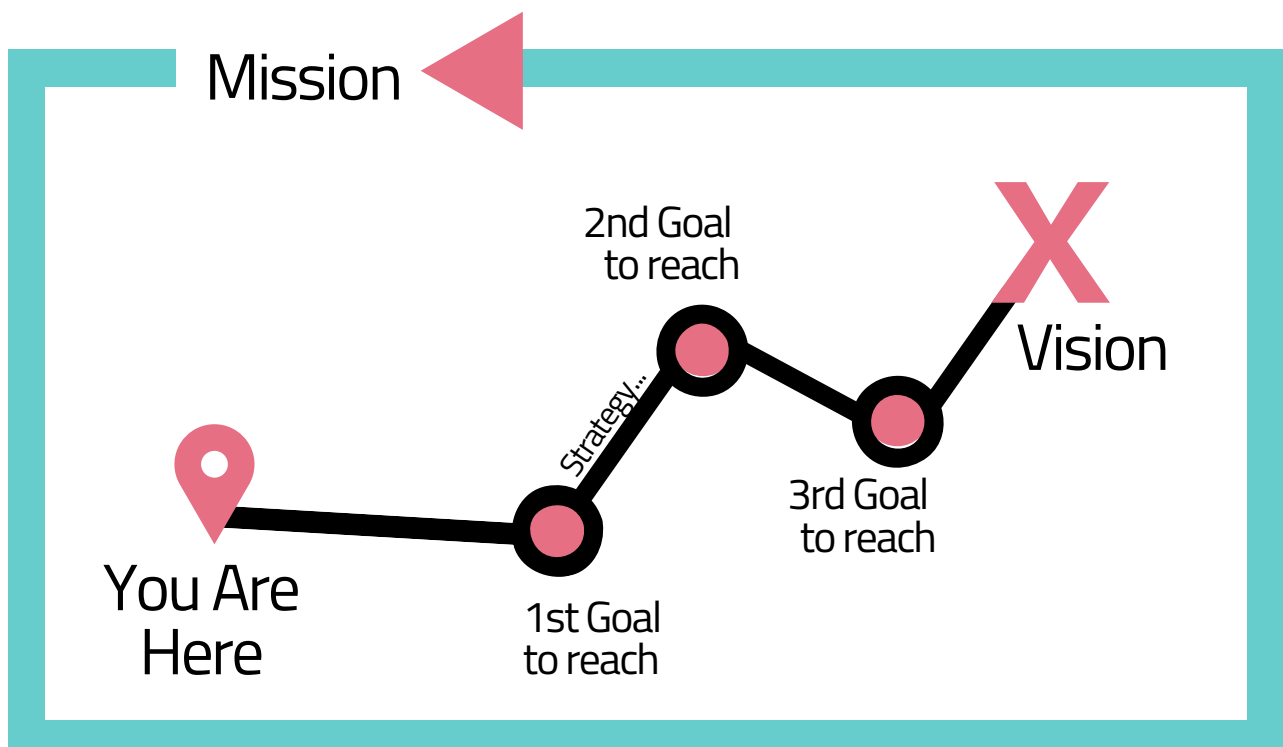 Mission
2nd Goal
to reach
X
Vision
Strategy...
3rd Goal
to reach
You Are
Here
1st Goal
to reach